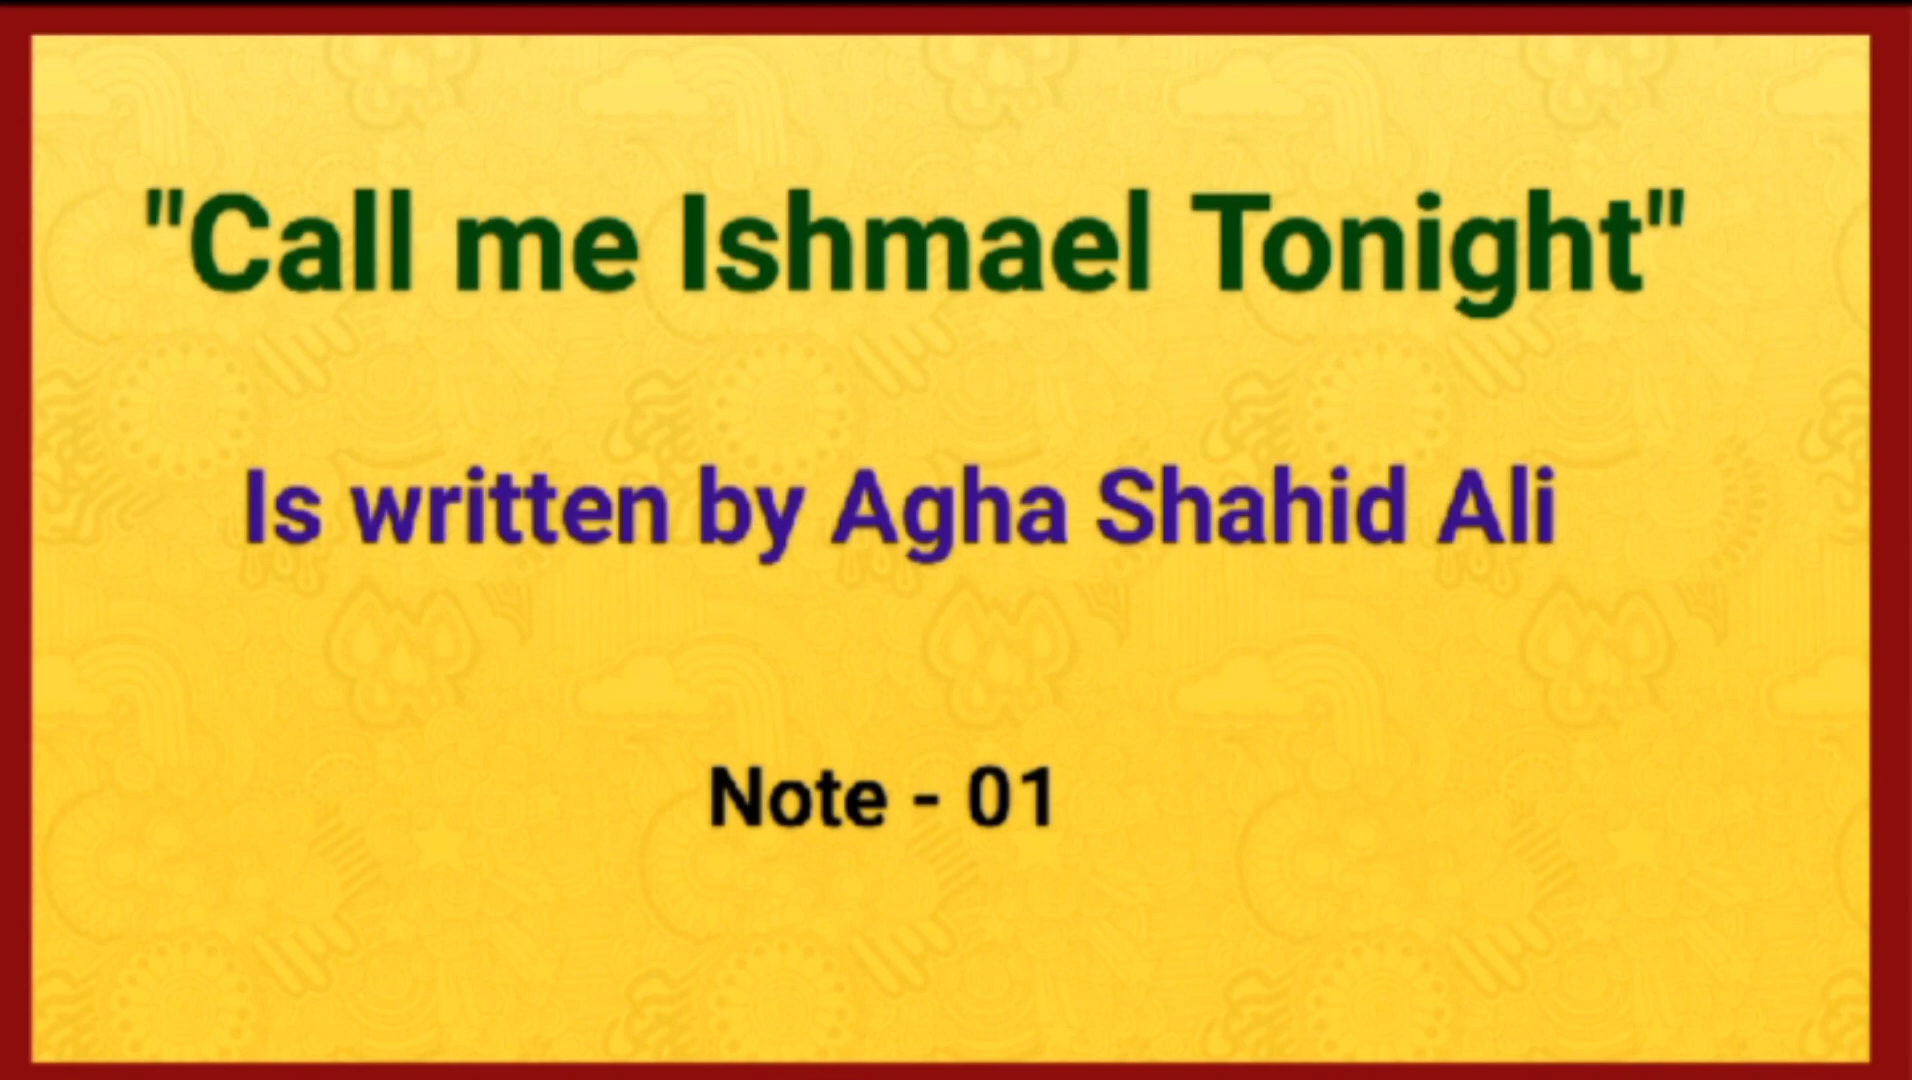 "Call me Ishmael Tonight"
Is written by Agha Shahid Ali
Note - 01